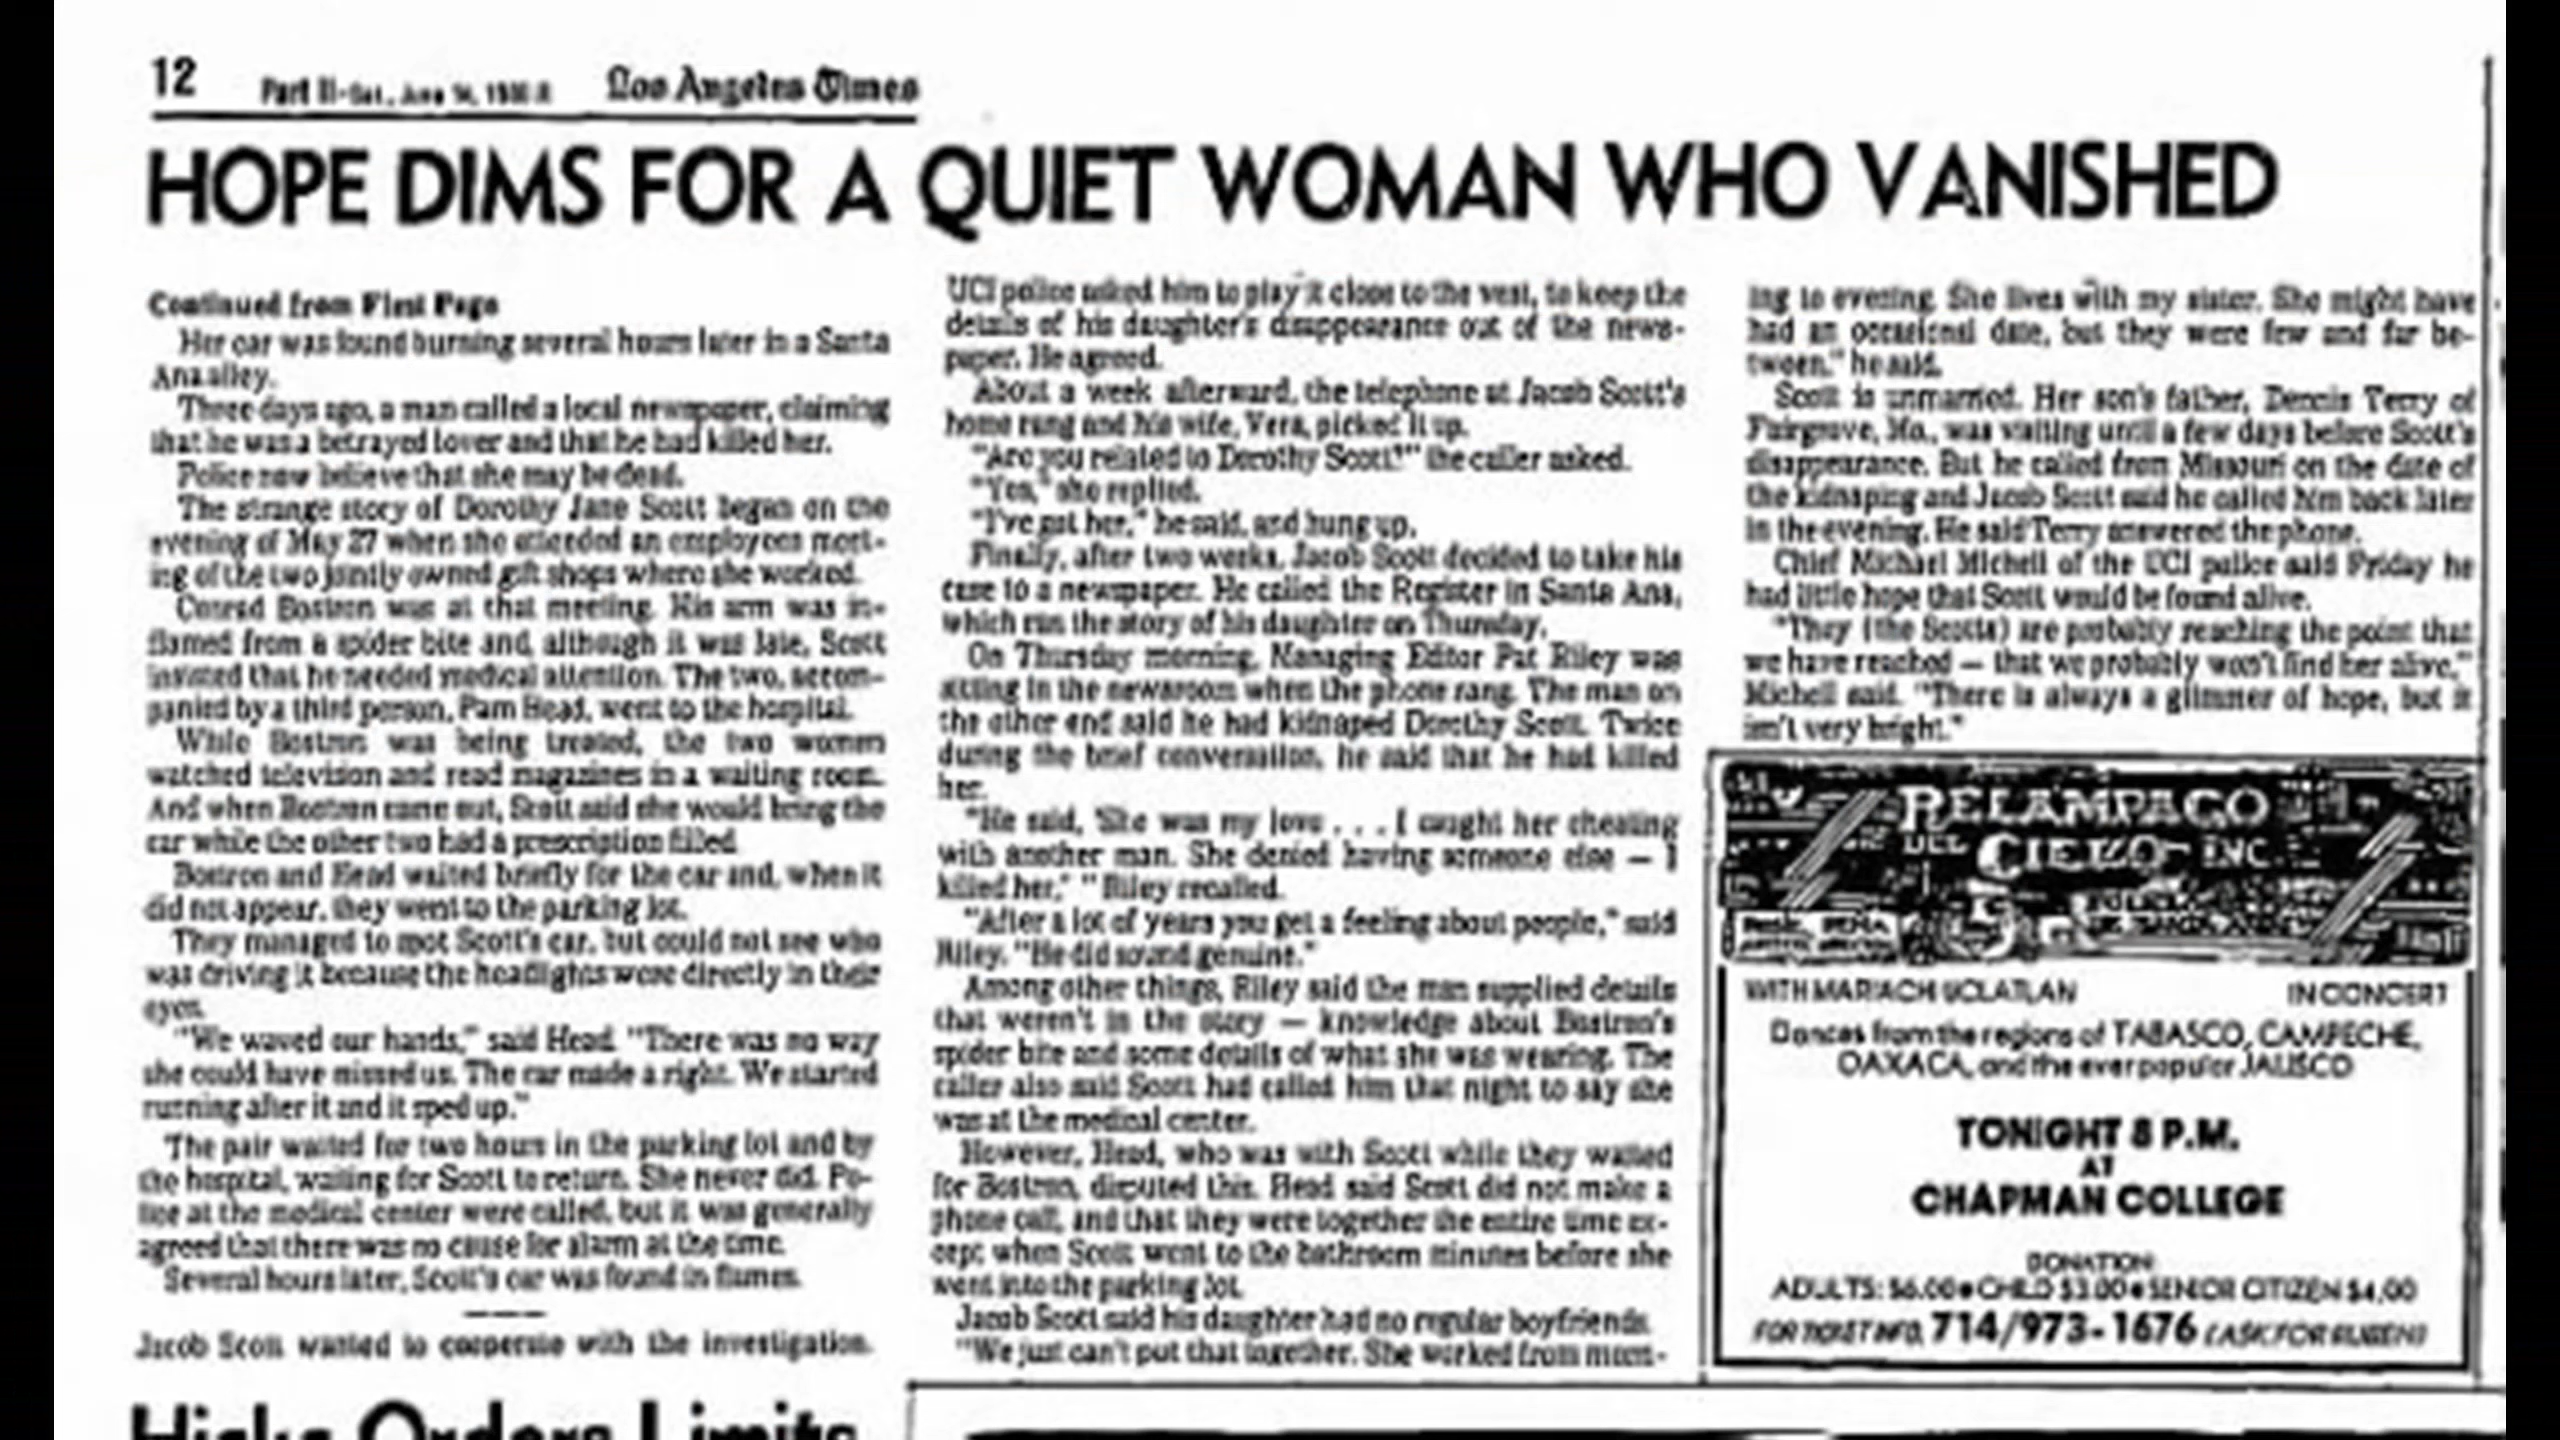 12 Part II-Sat., June 14, 1980 Los Angeles Times
HOPE DIMS FOR A QUIET WOMAN WHO VANISHED
Continued from First Page
Her car was found burning several hours later in a Santa
Ana alley.
Three days ago, a man called a local newspaper, claiming
that he was a betrayed lover and that he had killed her.
Police now believe that she may be dead.
The strange story of Dorothy Jane Scott began on the
evening of May 27 when she attended an employees meet-
ing of the two jointly owned gift shops where she worked.
Conrad Bostron was at that meeting. His arm was in-
flamed from a spider bite and, although it was late, Scott
insisted that he needed medical attention. The two, accom-
panied by a third person, Pam Head, went to the hospital.
While Bostron was being treated, the two women
watched television and read magazines in a waiting room.
And when Bostron came out, Scott said she would bring the
car while the other two had a prescription filled.
Bostron and Head waited briefly for the car and, when it
did not appear, they went to the parking lot.
They managed to spot Scott's car, but could not see who
was driving it because the headlights were directly in their
eyes.
"We waved our hands," said Head. "There was no way
she could have missed us. The car made a right. We started
running after it and it sped up."
The pair waited for two hours in the parking lot and by
the hospital, waiting for Scott to return. She never did. Po-
lice at the medical center were called, but it was generally
agreed that there was no cause for alarm at the time.
Several hours later, Scott's car was found in flames.
Jacob Scott wanted to cooperate with the investigation.
UCI police asked him to play it close to the vest, to keep the
details of his daughter's disappearance out of the news-
paper. He agreed.
About a week afterward, the telephone at Jacob Scott's
home rang and his wife, Vera, picked it up.
"Are you related to Dorothy Scott?" the caller asked.
"Yes," she replied.
"I've got her," he said, and hung up.
Finally, after two weeks, Jacob Scott decided to take his
case to a newspaper. He called the Register in Santa Ana,
which run the story of his daughter on Thursday.
On Thursday morning, Managing Editor Pat Riley was
sitting in the newsroom when the phone rang. The man on
the other end said he had kidnaped Dorothy Scott. Twice
during the brief conversation, he said that he had killed
her.
"He said, 'She was my love . . . I caught her cheating
with another man. She denied having someone else — I
killed her,' " Riley recalled.
"After a lot of years you get a feeling about people," said
Riley. "He did sound genuine."
Among other things, Riley said the man supplied details
that weren't in the story — knowledge about Bostron's
spider bite and some details of what she was wearing. The
caller also said Scott had called him that night to say she
was at the medical center.
However, Head, who was with Scott while they waited
for Bostron, disputed this. Head said Scott did not make a
phone call, and that they were together the entire time ex-
cept when Scott went to the bathroom minutes before she
went into the parking lot.
Jacob Scott said his daughter had no regular boyfriends.
"We just can't put that together. She worked from morn-
ing to evening. She lives with my sister. She might have
had an occasional date, but they were few and far be-
tween," he said.
Scott is unmarried. Her son's father, Dennis Terry of
Fairgrove, Mo., was visiting until a few days before Scott's
disappearance. But he called from Missouri on the date of
the kidnaping and Jacob Scott said he called him back later
in the evening. He said Terry answered the phone.
Chief Michael Michell of the UCI police said Friday he
had little hope that Scott would be found alive.
"They (the Scotts) are probably reaching the point that
we have reached — that we probably won't find her alive,"
Michell said. "There is always a glimmer of hope, but it
isn't very bright."
RELAMPAGO
DEL CIELO INC.
WITH MARIACHI UCLATLAN IN CONCERT
Dances from the regions of TABASCO, CAMPECHE,
OAXACA, and the ever popular JALISCO
TONIGHT 8 P.M.
AT
CHAPMAN COLLEGE
DONATION:
ADULTS: $6.00 • CHILD $3.00 • SENIOR CITIZEN $4.00
FOR TICKET INFO. 714/973-1676 (ASK FOR RUBEN)
Hicks Orders Limits